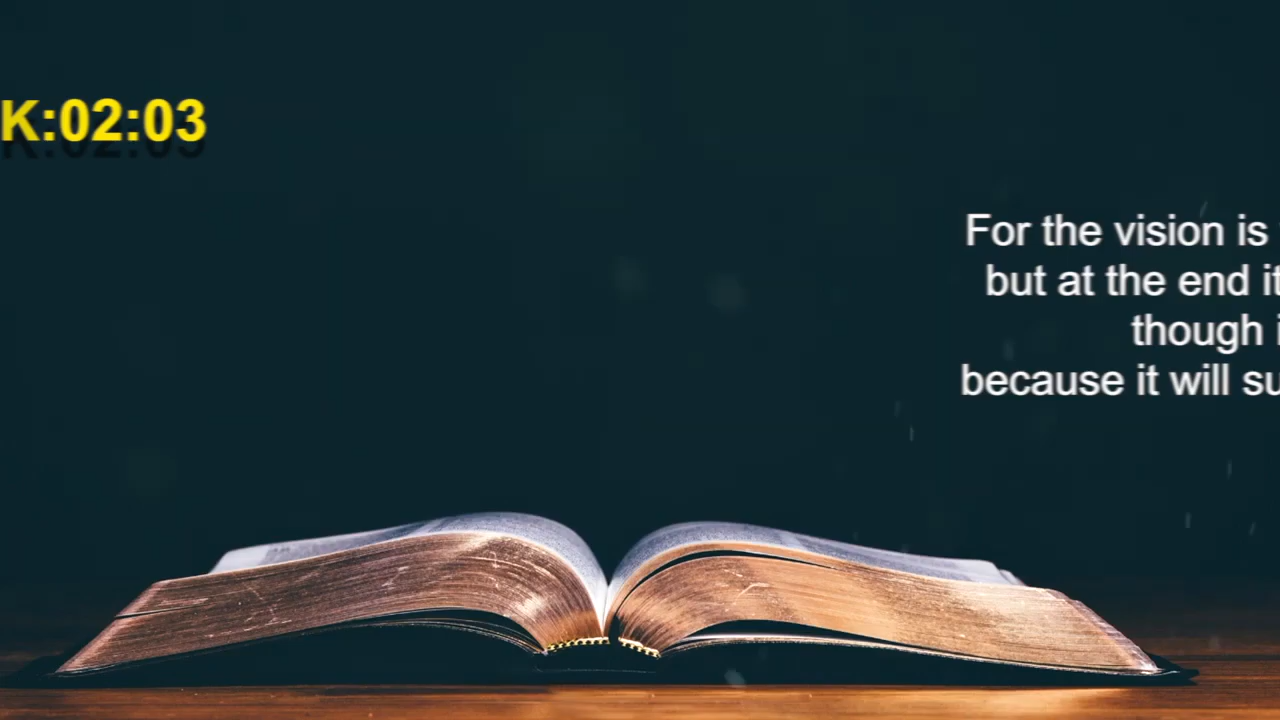 K:02:03
For the vision is
but at the end it
though i
because it will su